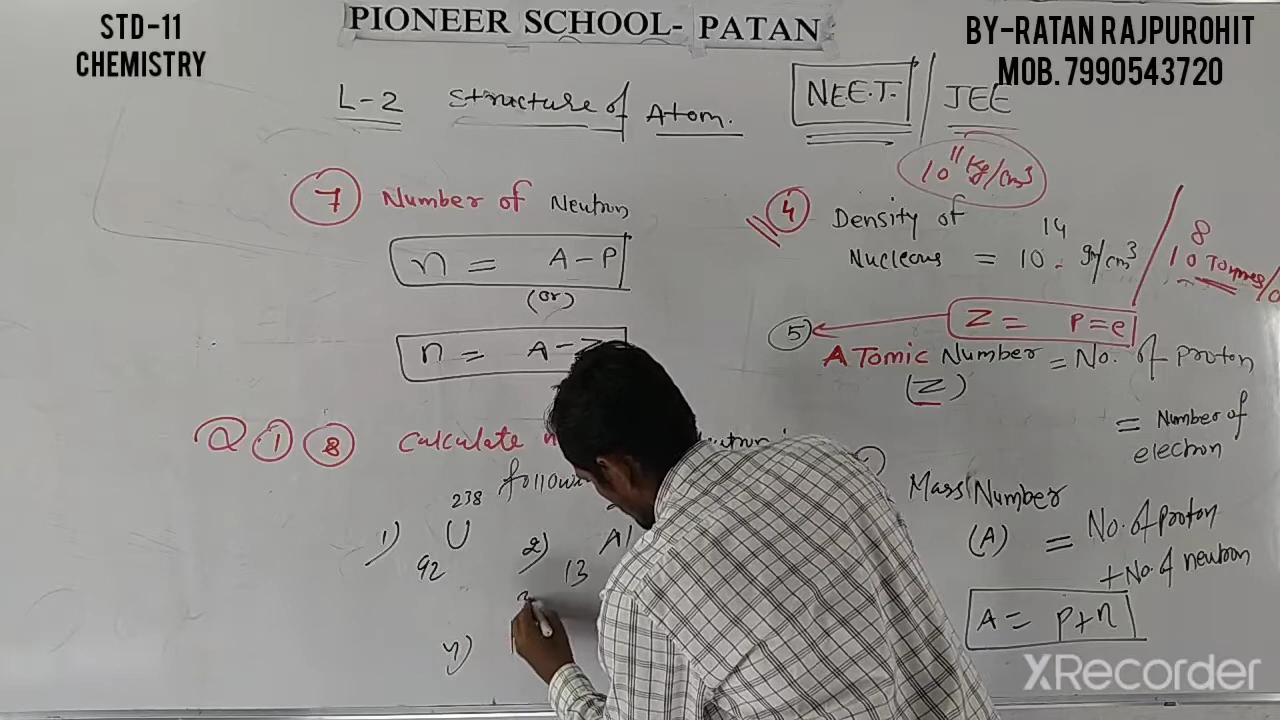 STD-11
CHEMISTRY
PIONEER SCHOOL- PATAN
BY-RATAN RAJPUROHIT
MOB. 7990543720
L-2 Structure of Atom. NEE.T. / JEE
10¹¹ Kg/cm³
7 Number of Neutron
n = A-P
(or)
n = A-Z
Q.1 8 Calculate
238
1) U
92
2) Al
13
4)
4 Density of
Nucleous = 10¹⁴ gm/cm³
10⁸ Tonnes/
Z = P=e
5 ATomic Number = No. of proton
(Z)
= Number of
electron
Mass Number
(A) = No. of proton
+ No. of neutron
A = P+n
XRecorder